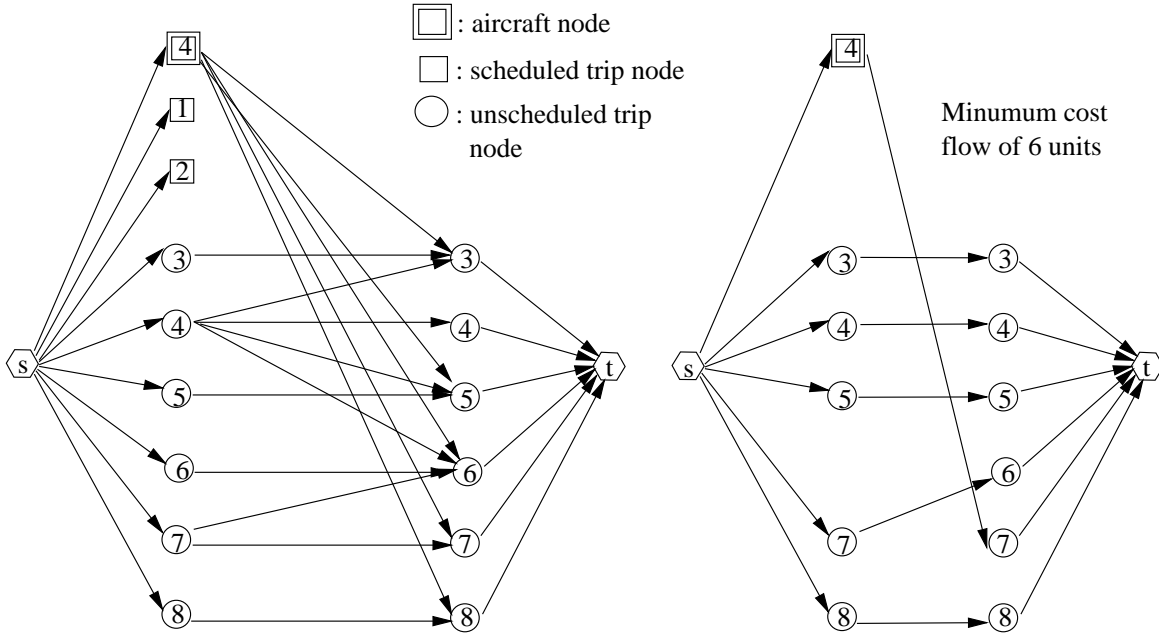 4
: aircraft node
1
: scheduled trip node
2
: unscheduled trip
node
3
3
4
4
s
t
5
5
6
6
7
7
8
8
4
Minumum cost
flow of 6 units
3
3
4
4
s
t
5
5
6
7
7
8
8